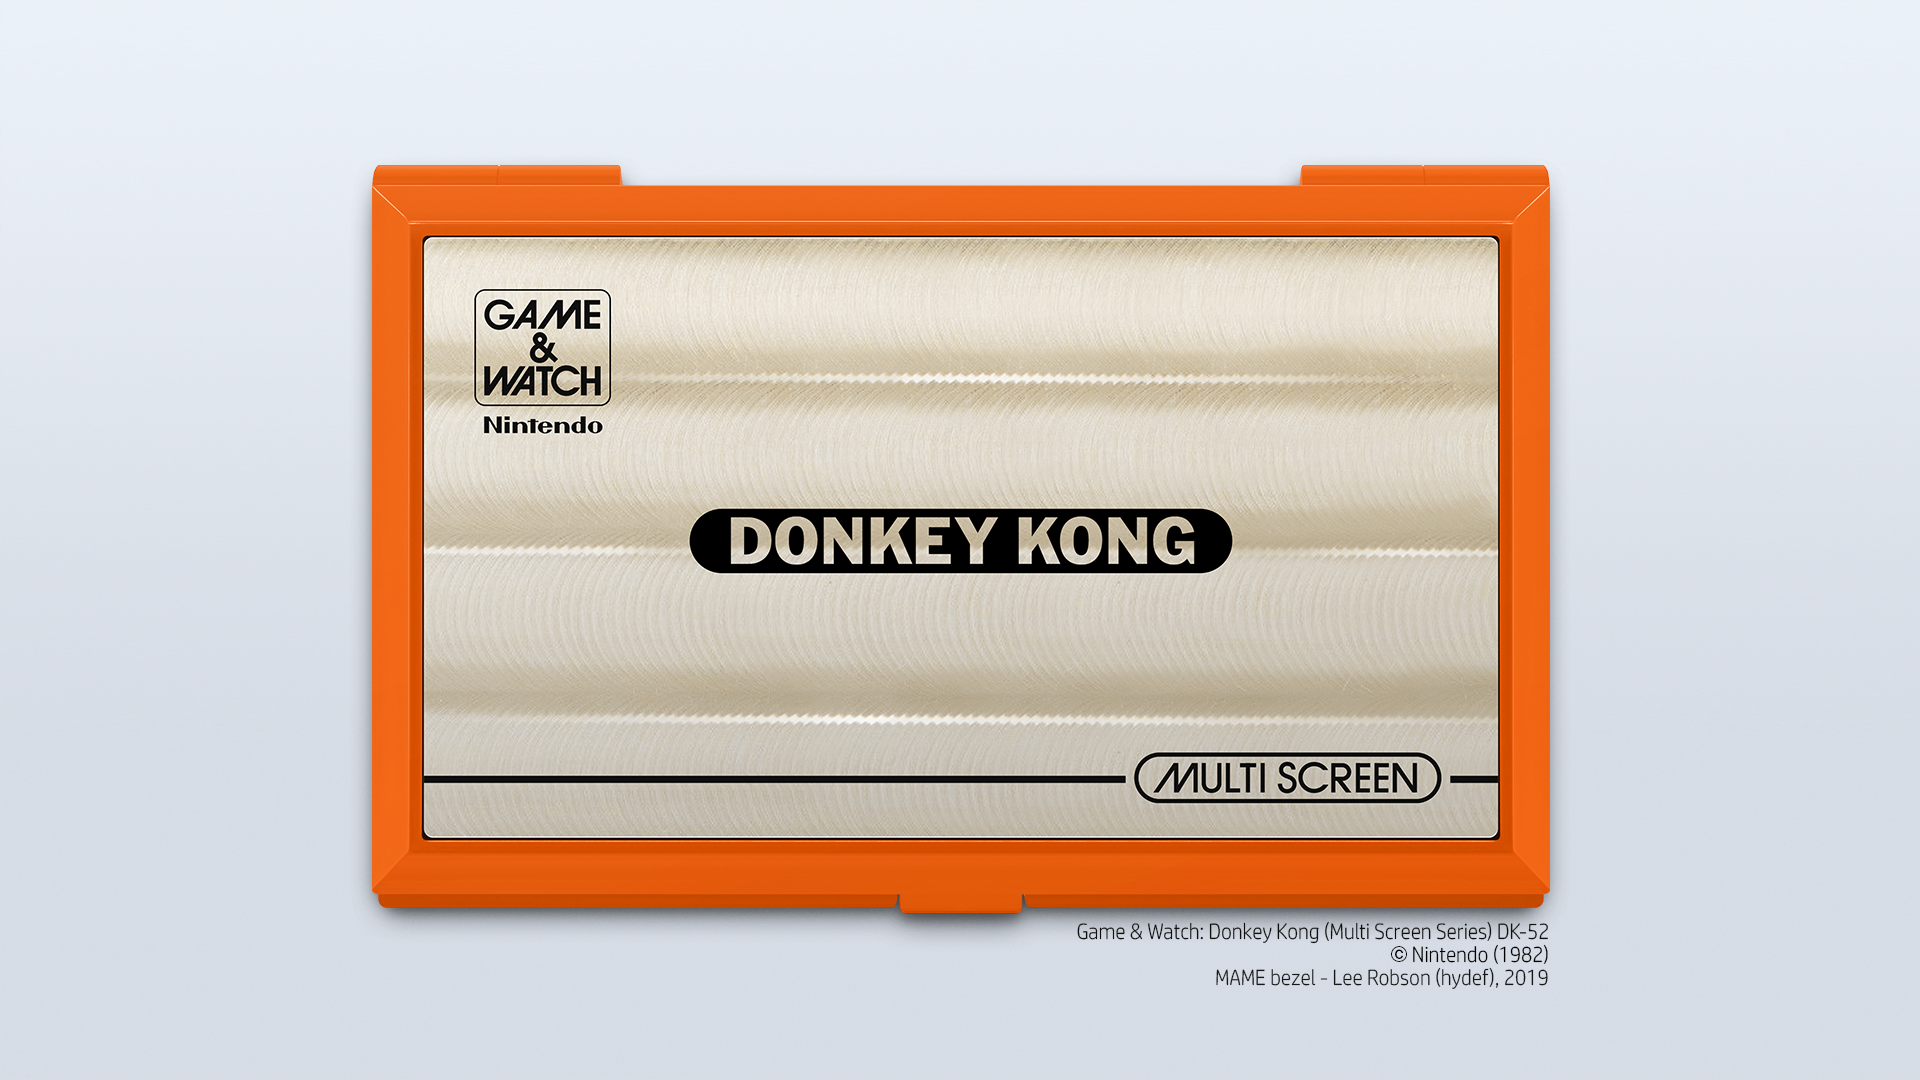 GAME
&
WATCH
Nintendo
DONKEY KONG
MULTI SCREEN
Game & Watch: Donkey Kong (Multi Screen Series) DK-52
© Nintendo (1982)
MAME bezel - Lee Robson (hydef), 2019